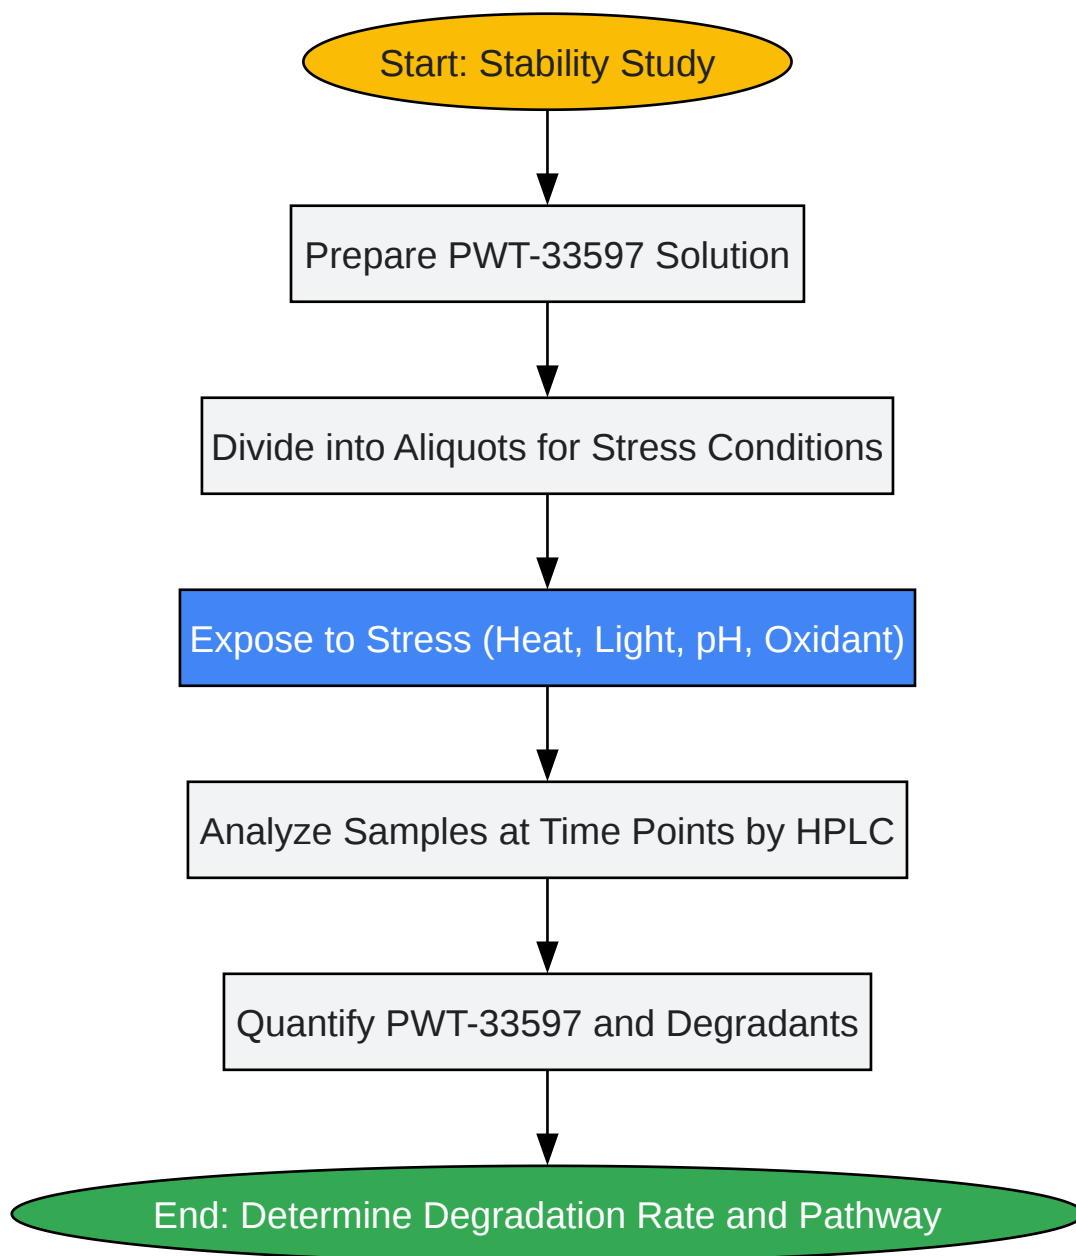 Start: Stability Study
Prepare PWT-33597 Solution
Divide into Aliquots for Stress Conditions
Expose to Stress (Heat, Light, pH, Oxidant)
Analyze Samples at Time Points by HPLC
Quantify PWT-33597 and Degradants
End: Determine Degradation Rate and Pathway